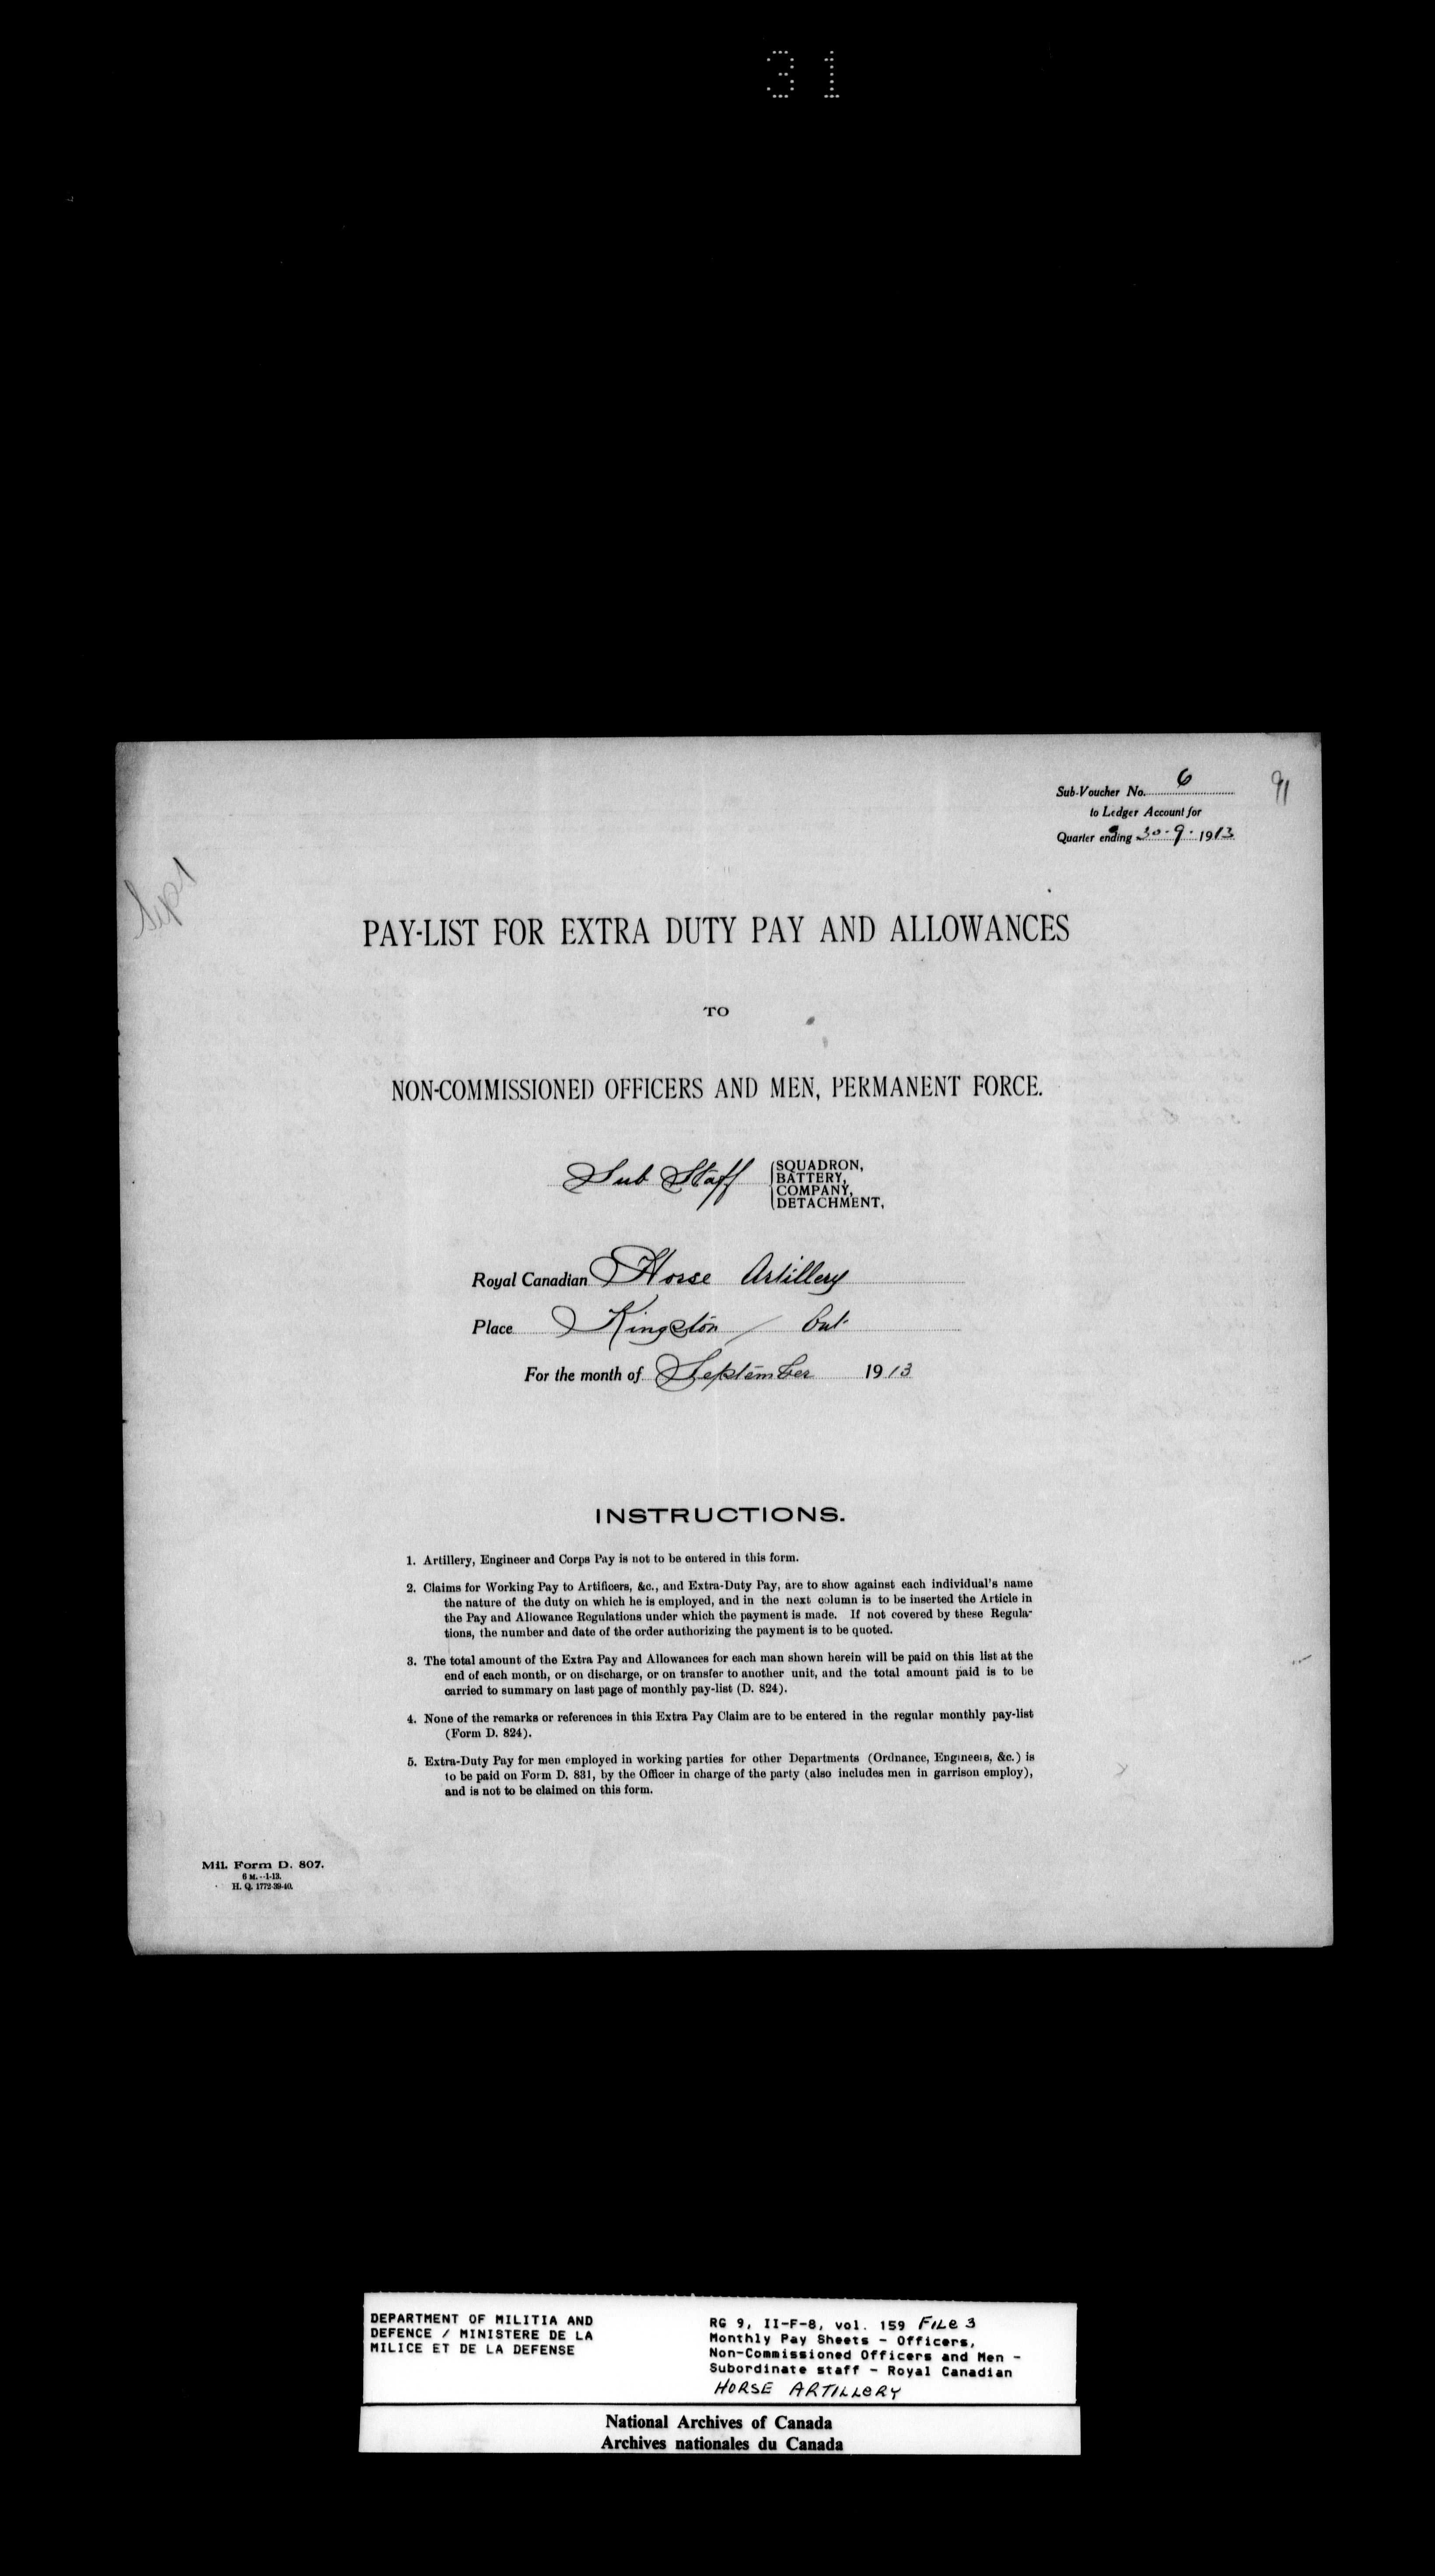 31
Sub-Voucher No. 6
91
to Ledger Account for
Quarter ending 30-9-1913
Sept
PAY-LIST FOR EXTRA DUTY PAY AND ALLOWANCES
TO
NON-COMMISSIONED OFFICERS AND MEN, PERMANENT FORCE.
Sub Staff
SQUADRON,
BATTERY,
COMPANY,
DETACHMENT,
Royal Canadian Horse Artillery
Place Kingston / Ont.
For the month of September 1913
INSTRUCTIONS.
1. Artillery, Engineer and Corps Pay is not to be entered in this form.
2. Claims for Working Pay to Artificers, &c., and Extra-Duty Pay, are to show against each individual's name
the nature of the duty on which he is employed, and in the next column is to be inserted the Article in
the Pay and Allowance Regulations under which the payment is made. If not covered by these Regula-
tions, the number and date of the order authorizing the payment is to be quoted.
3. The total amount of the Extra Pay and Allowances for each man shown herein will be paid on this list at the
end of each month, or on discharge, or on transfer to another unit, and the total amount paid is to be
carried to summary on last page of monthly pay-list (D. 824).
4. None of the remarks or references in this Extra Pay Claim are to be entered in the regular monthly pay-list
(Form D. 824).
5. Extra-Duty Pay for men employed in working parties for other Departments (Ordnance, Engineers, &c.) is
to be paid on Form D. 831, by the Officer in charge of the party (also includes men in garrison employ),
and is not to be claimed on this form.
Mil. Form D. 807.
6 M.--1-13.
H. Q. 1772-39-40.
DEPARTMENT OF MILITIA AND
DEFENCE / MINISTERE DE LA
MILICE ET DE LA DEFENSE
RG 9, II-F-8, vol. 159 FILE 3
Monthly Pay Sheets - Officers,
Non-Commissioned Officers and Men -
Subordinate staff - Royal Canadian
HORSE ARTILLERY
National Archives of Canada
Archives nationales du Canada